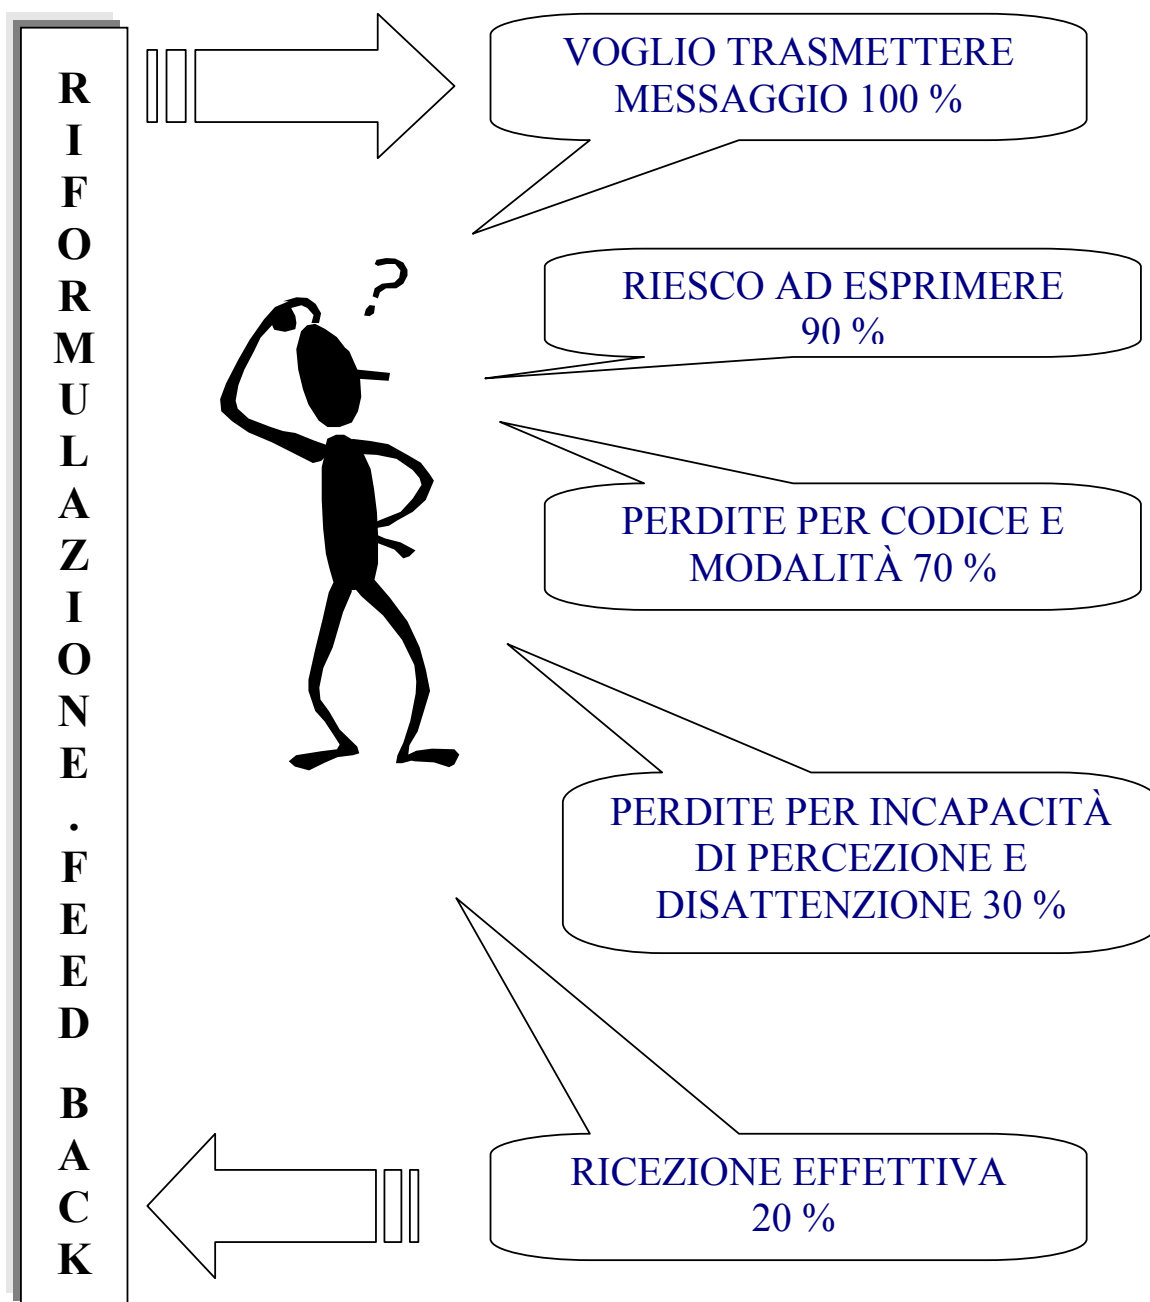 R
I
F
O
R
M
U
L
A
Z
I
O
N
E
.
F
E
E
D
B
A
C
K
VOGLIO TRASMETTERE
MESSAGGIO 100 %
?
RIESCO AD ESPRIMERE
90 %
PERDITE PER CODICE E
MODALITÀ 70 %
PERDITE PER INCAPACITÀ
DI PERCEZIONE E
DISATTENZIONE 30 %
RICEZIONE EFFETTIVA
20 %